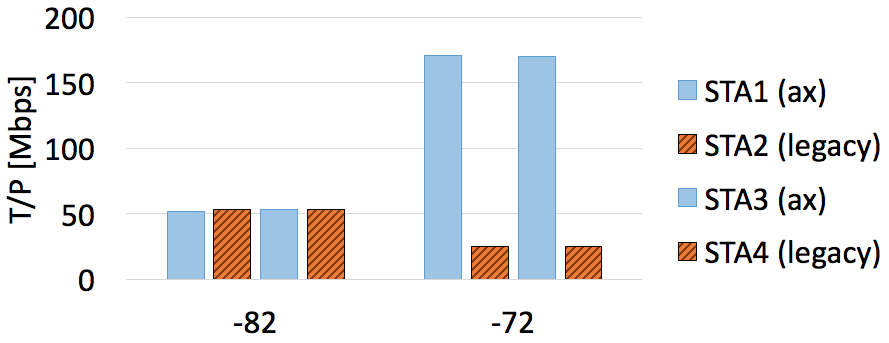 200
150
100
50
0
T/P [Mbps]
-82
-72
STA1 (ax)
STA2 (legacy)
STA3 (ax)
STA4 (legacy)